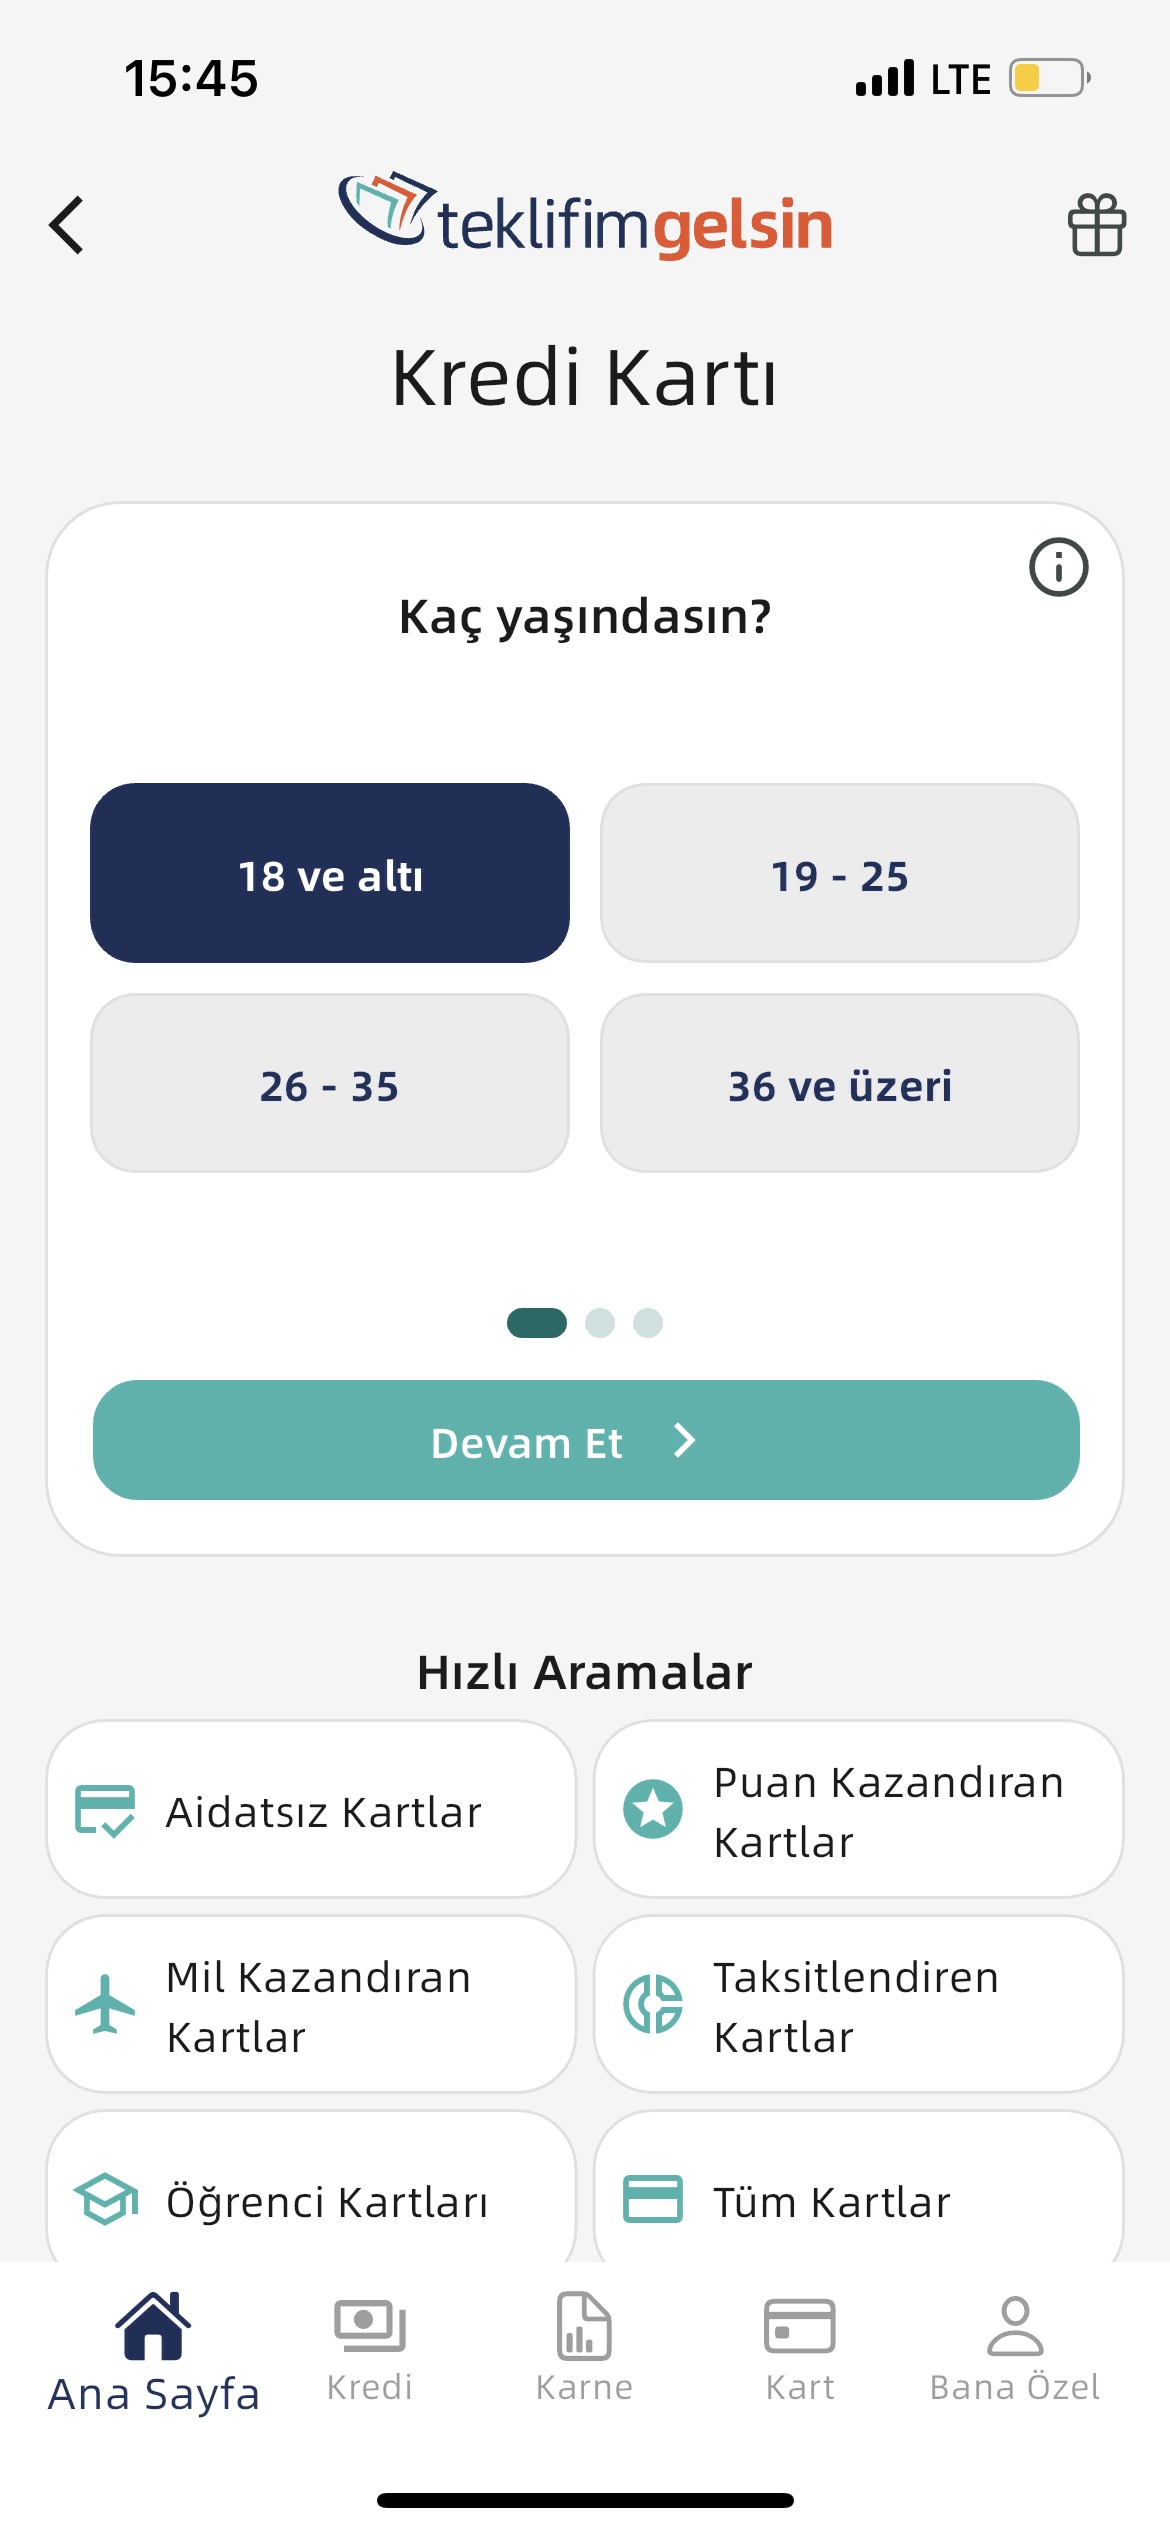 15:45 LTE
teklifimgelsin
Kredi Kartı
Kaç yaşındasın?
18 ve altı
19 - 25
26 - 35
36 ve üzeri
Devam Et
Hızlı Aramalar
Aidatsız Kartlar
Puan Kazandıran
Kartlar
Mil Kazandıran
Kartlar
Taksitlendiren
Kartlar
Öğrenci Kartları
Tüm Kartlar
Ana Sayfa
Kredi
Karne
Kart
Bana Özel